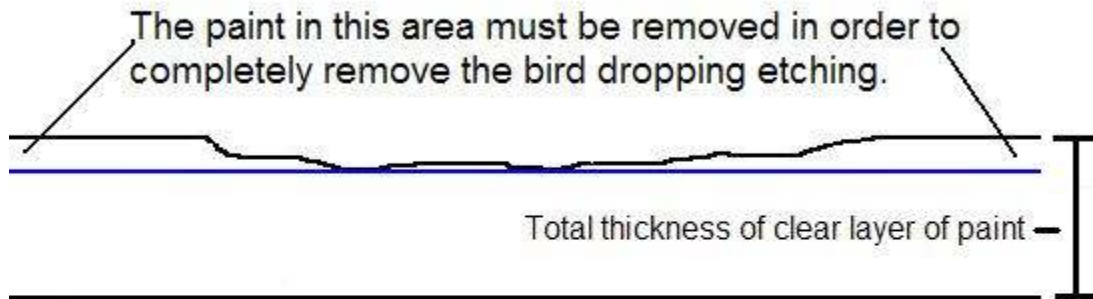 The paint in this area must be removed in order to
completely remove the bird dropping etching.
Total thickness of clear layer of paint